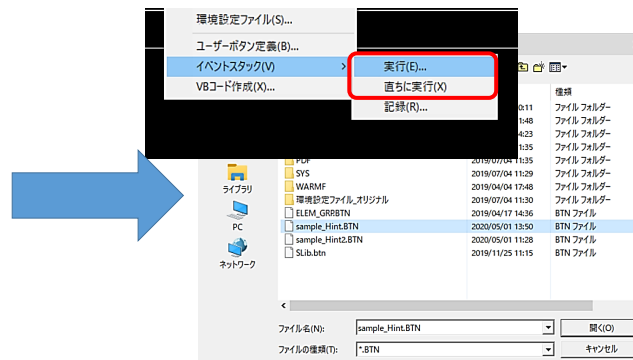 環境設定ファイル(S)...
ユーザーボタン定義(B)...
イベントスタック(V) >
VBコード作成(X)...
実行(E)...
直ちに実行(X)
記録(R)...
種類
0:11 ファイル フォルダー
1:48 ファイル フォルダー
4:23 ファイル フォルダー
1:35 ファイル フォルダー
PDF 2019/07/04 11:35 ファイル フォルダー
SYS 2019/07/04 11:29 ファイル フォルダー
WARMF 2019/04/04 17:48 ファイル フォルダー
環境設定ファイル_オリジナル 2019/07/04 11:30 ファイル フォルダー
ELEM_GRP.BTN 2019/04/17 14:36 BTN ファイル
sample_Hint.BTN 2020/05/01 13:50 BTN ファイル
sample_Hint2.BTN 2020/05/01 11:28 BTN ファイル
SLib.btn 2019/11/25 11:15 BTN ファイル
ライブラリ
PC
ネットワーク
ファイル名(N): sample_Hint.BTN 開く(O)
ファイルの種類(T): *.BTN キャンセル